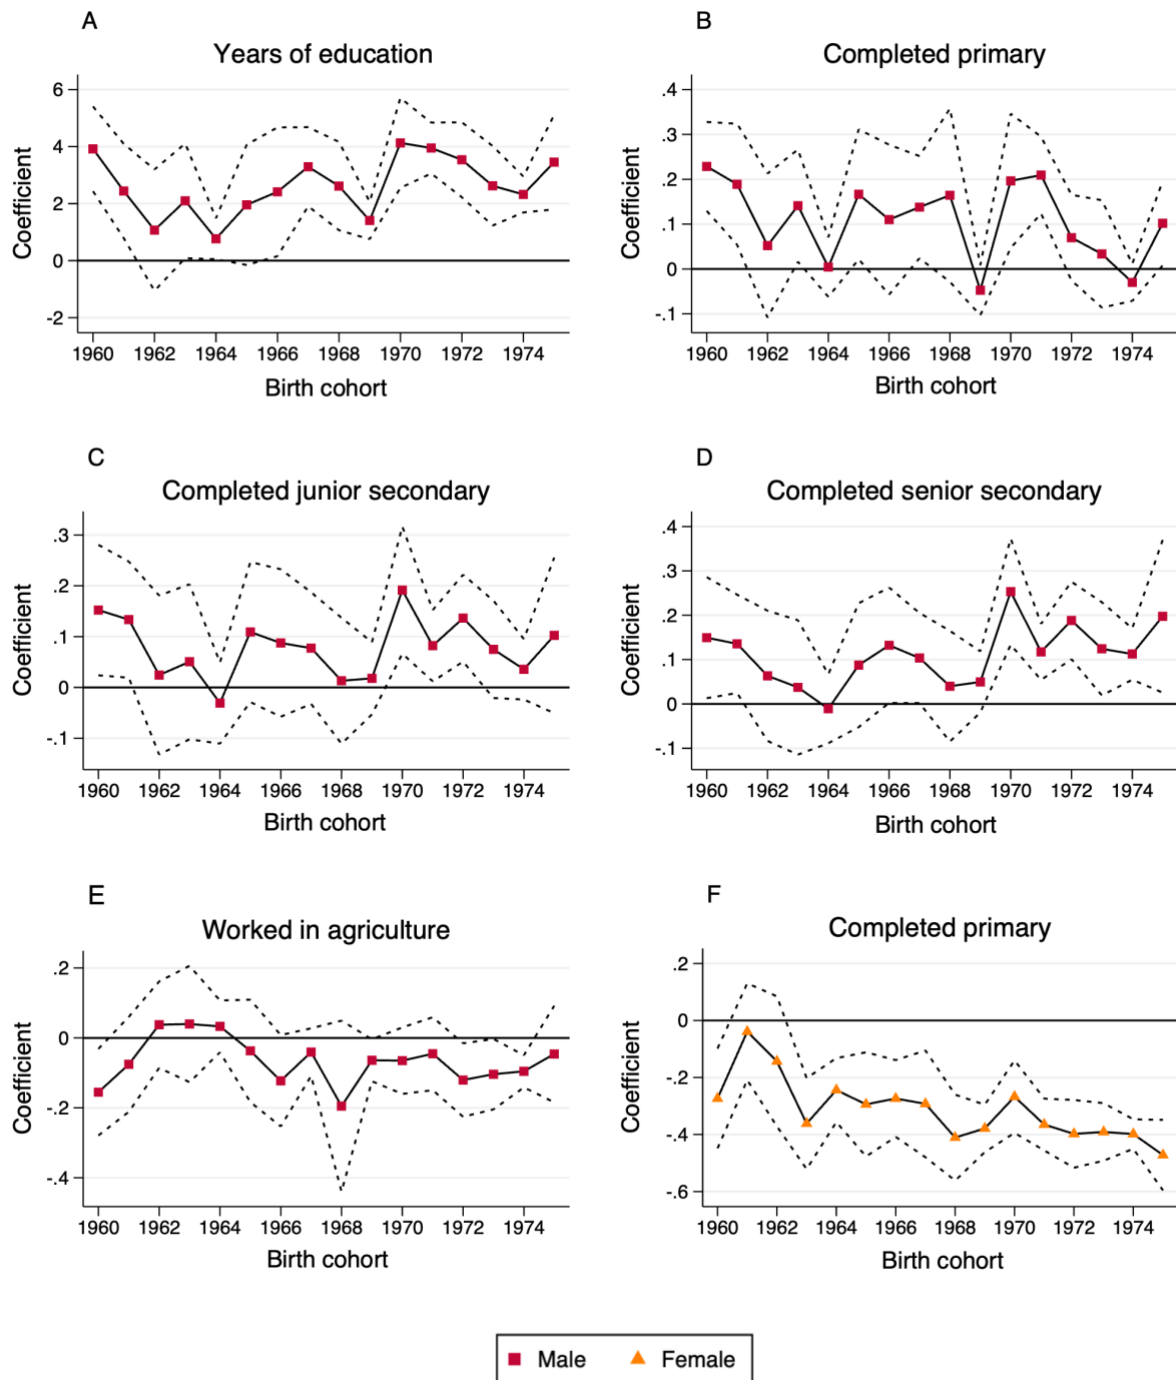 A
Years of education
6
4
2
0
-2
Coefficient
1960 1962 1964 1966 1968 1970 1972 1974
Birth cohort
B
Completed primary
.4
.3
.2
.1
0
-.1
Coefficient
1960 1962 1964 1966 1968 1970 1972 1974
Birth cohort
C
Completed junior secondary
.3
.2
.1
0
-.1
Coefficient
1960 1962 1964 1966 1968 1970 1972 1974
Birth cohort
D
Completed senior secondary
.4
.3
.2
.1
0
-.1
Coefficient
1960 1962 1964 1966 1968 1970 1972 1974
Birth cohort
E
Worked in agriculture
.2
0
-.2
-.4
Coefficient
1960 1962 1964 1966 1968 1970 1972 1974
Birth cohort
F
Completed primary
.2
0
-.2
-.4
-.6
Coefficient
1960 1962 1964 1966 1968 1970 1972 1974
Birth cohort
Male Female